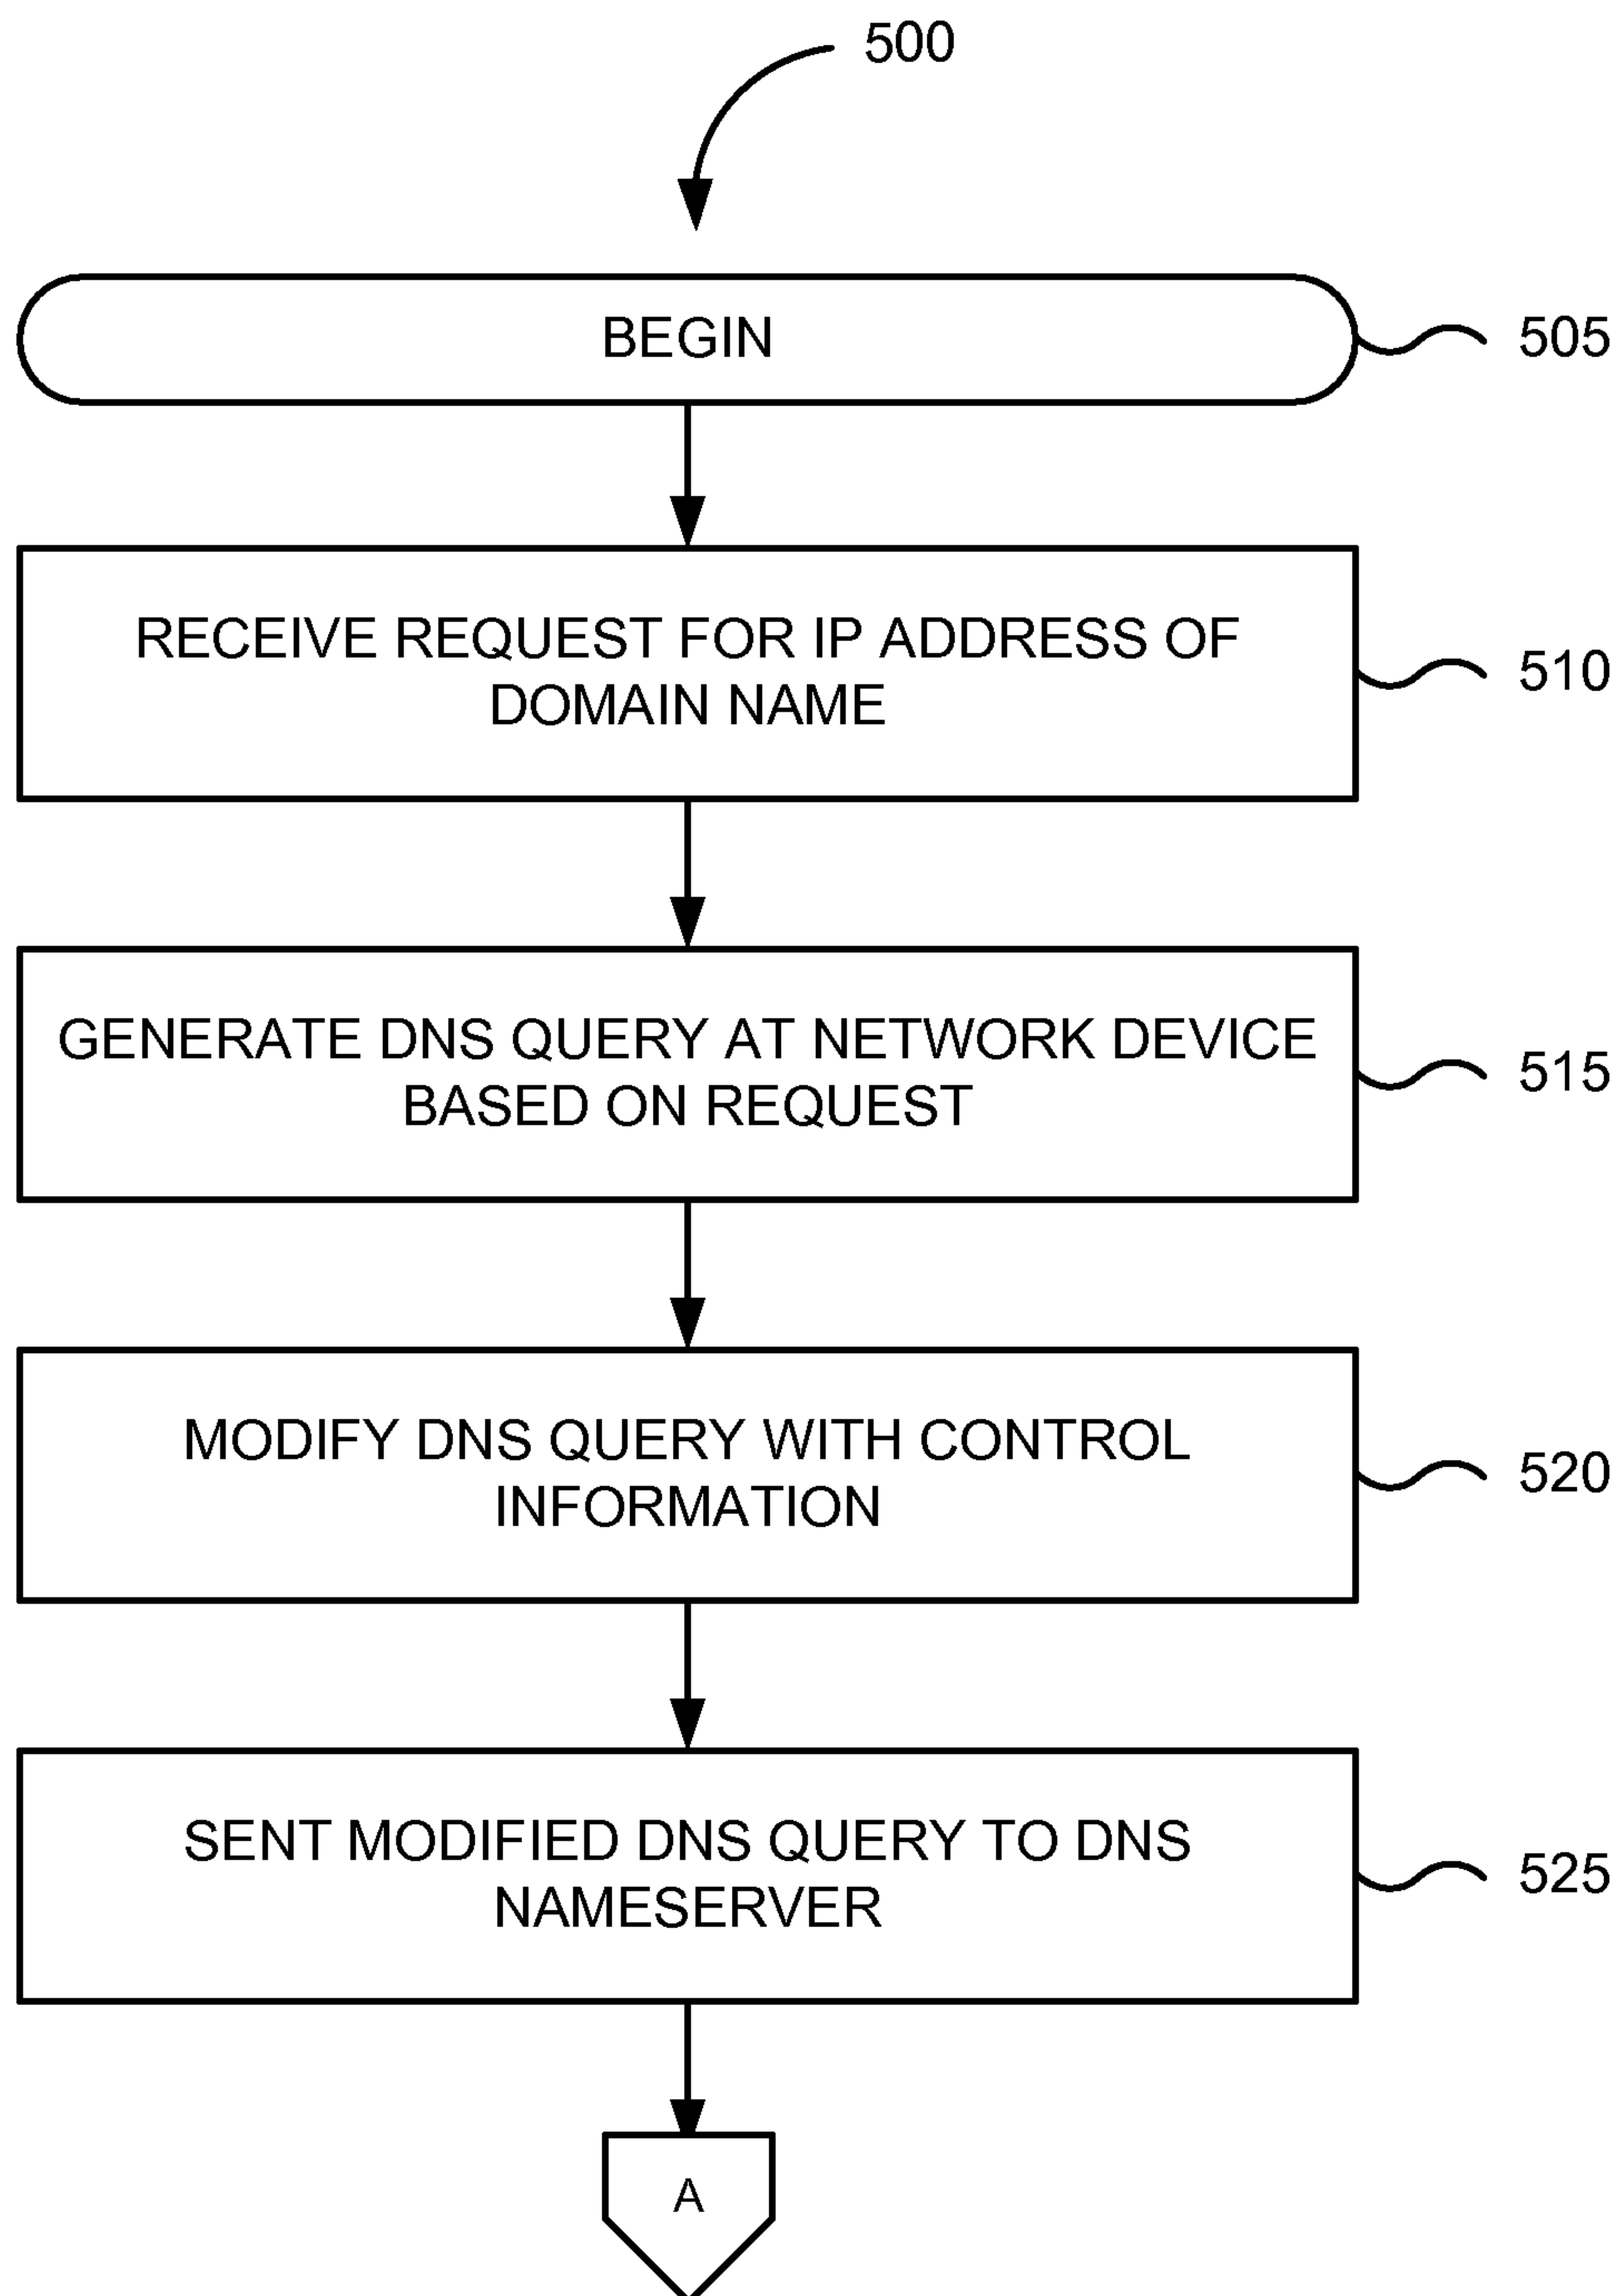 500
BEGIN
505
RECEIVE REQUEST FOR IP ADDRESS OF
DOMAIN NAME
510
GENERATE DNS QUERY AT NETWORK DEVICE
BASED ON REQUEST
515
MODIFY DNS QUERY WITH CONTROL
INFORMATION
520
SENT MODIFIED DNS QUERY TO DNS
NAMESERVER
525
A